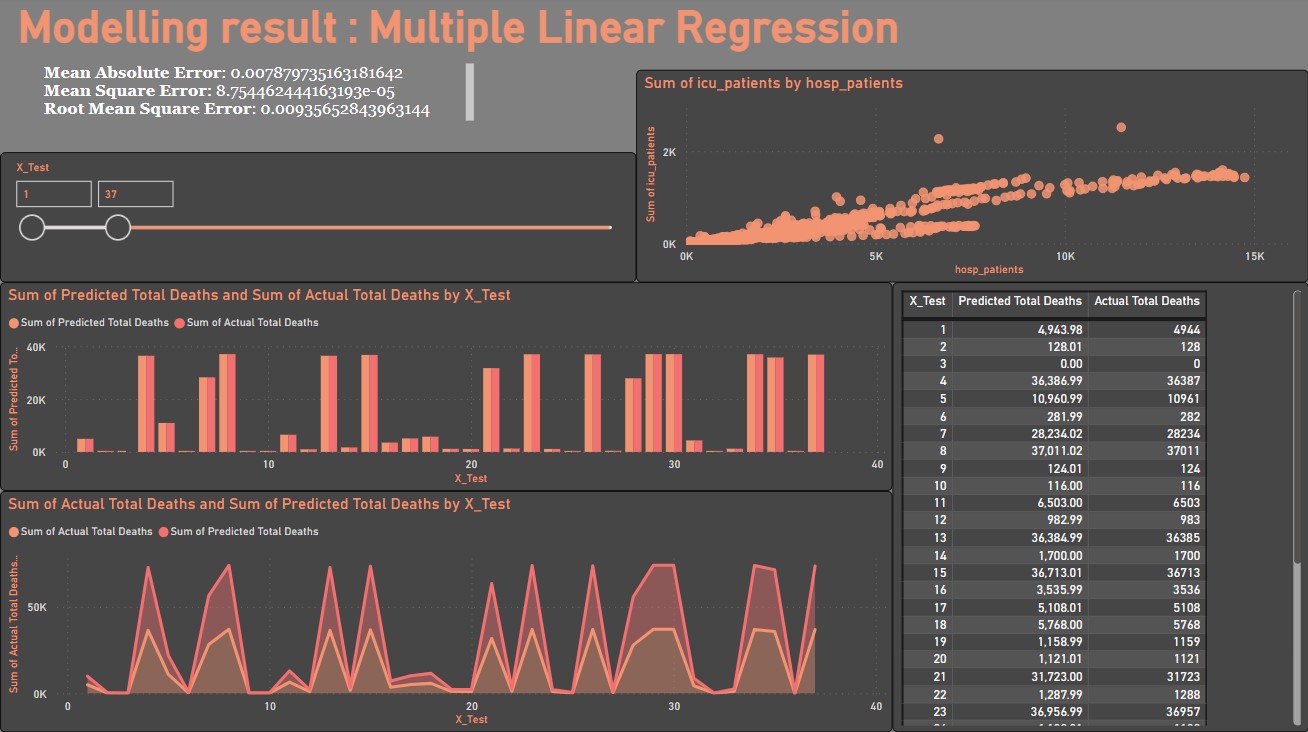 Modelling result : Multiple Linear Regression
Mean Absolute Error: 0.007879735163181642
Mean Square Error: 8.754462444163193e-05
Root Mean Square Error: 0.00935652843963144
X_Test
1 37
Sum of icu_patients by hosp_patients
Sum of icu_patients
2K
0K
0K 5K 10K 15K
hosp_patients
Sum of Predicted Total Deaths and Sum of Actual Total Deaths by X_Test
Sum of Predicted Total Deaths Sum of Actual Total Deaths
Sum of Predicted To...
40K
20K
0K
0 10 20 30 40
X_Test
Sum of Actual Total Deaths and Sum of Predicted Total Deaths by X_Test
Sum of Actual Total Deaths Sum of Predicted Total Deaths
Sum of Actual Total Deaths...
50K
0K
0 10 20 30 40
X_Test
X_Test Predicted Total Deaths Actual Total Deaths
1 4,943.98 4944
2 128.01 128
3 0.00 0
4 36,386.99 36387
5 10,960.99 10961
6 281.99 282
7 28,234.02 28234
8 37,011.02 37011
9 124.01 124
10 116.00 116
11 6,503.00 6503
12 982.99 983
13 36,384.99 36385
14 1,700.00 1700
15 36,713.01 36713
16 3,535.99 3536
17 5,108.01 5108
18 5,768.00 5768
19 1,158.99 1159
20 1,121.01 1121
21 31,723.00 31723
22 1,287.99 1288
23 36,956.99 36957